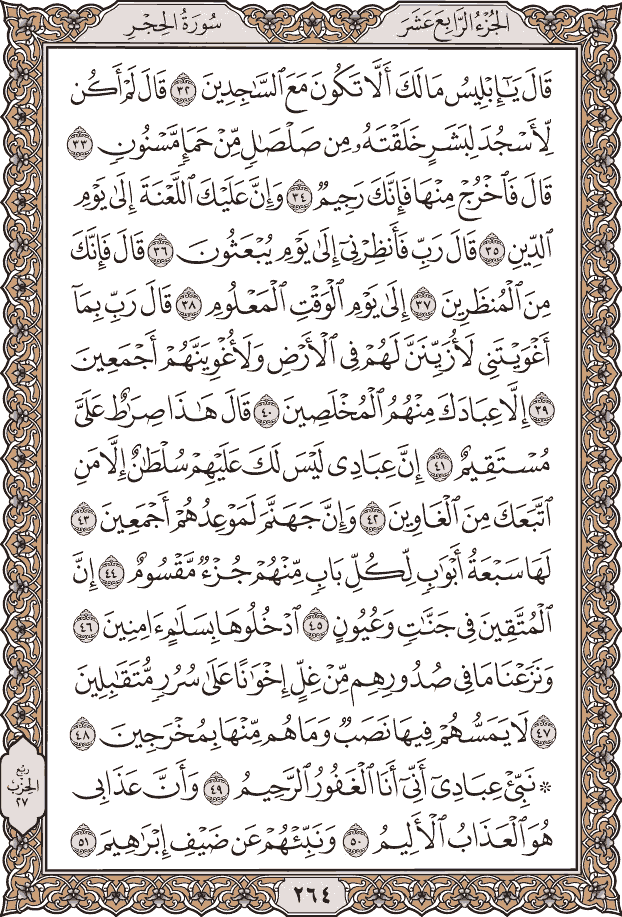 الجُزْءُ الرَّابِعَ عَشَرَ
سُورَةُ الحِجْرِ
قَالَ يَٰٓإِبۡلِيسُ مَالَكَ أَلَّا تَكُونَ مَعَ ٱلسَّٰجِدِينَ ٣٢ قَالَ لَمۡ أَكُن
لِّأَسۡجُدَ لِبَشَرٍ خَلَقۡتَهُۥ مِن صَلۡصَٰلٖ مِّنۡ حَمَإٖ مَّسۡنُونٖ ٣٣
قَالَ فَٱخۡرُجۡ مِنۡهَا فَإِنَّكَ رَجِيمٞ ٣٤ وَإِنَّ عَلَيۡكَ ٱللَّعۡنَةَ إِلَىٰ يَوۡمِ
ٱلدِّينِ ٣٥ قَالَ رَبِّ فَأَنظِرۡنِيٓ إِلَىٰ يَوۡمِ يُبۡعَثُونَ ٣٦ قَالَ فَإِنَّكَ
مِنَ ٱلۡمُنظَرِينَ ٣٧ إِلَىٰ يَوۡمِ ٱلۡوَقۡتِ ٱلۡمَعۡلُومِ ٣٨ قَالَ رَبِّ بِمَآ
أَغۡوَيۡتَنِي لَأُزَيِّنَنَّ لَهُمۡ فِي ٱلۡأَرۡضِ وَلَأُغۡوِيَنَّهُمۡ أَجۡمَعِينَ
٣٩ إِلَّا عِبَادَكَ مِنۡهُمُ ٱلۡمُخۡلَصِينَ ٤٠ قَالَ هَٰذَا صِرَٰطٌ عَلَيَّ
مُسۡتَقِيمٌ ٤١ إِنَّ عِبَادِي لَيۡسَ لَكَ عَلَيۡهِمۡ سُلۡطَٰنٌ إِلَّا مَنِ
ٱتَّبَعَكَ مِنَ ٱلۡغَاوِينَ ٤٢ وَإِنَّ جَهَنَّمَ لَمَوۡعِدُهُمۡ أَجۡمَعِينَ ٤٣
لَهَا سَبۡعَةُ أَبۡوَٰبٖ لِّكُلِّ بَابٖ مِّنۡهُمۡ جُزۡءٞ مَّقۡسُومٌ ٤٤ إِنَّ
ٱلۡمُتَّقِينَ فِي جَنَّٰتٖ وَعُيُونٍ ٤٥ ٱدۡخُلُوهَا بِسَلَٰمٍ ءَامِنِينَ ٤٦
وَنَزَعۡنَا مَا فِي صُدُورِهِم مِّنۡ غِلٍّ إِخۡوَٰنًا عَلَىٰ سُرُرٖ مُّتَقَٰبِلِينَ
٤٧ لَا يَمَسُّهُمۡ فِيهَا نَصَبٞ وَمَا هُم مِّنۡهَا بِمُخۡرَجِينَ ٤٨
* نَبِّئۡ عِبَادِيٓ أَنِّيٓ أَنَا ٱلۡغَفُورُ ٱلرَّحِيمُ ٤٩ وَأَنَّ عَذَابِي
هُوَ ٱلۡعَذَابُ ٱلۡأَلِيمُ ٥٠ وَنَبِّئۡهُمۡ عَن ضَيۡفِ إِبۡرَٰهِيمَ ٥١
رُبْعُ
الحِزْب
٢٧
٢٦٤